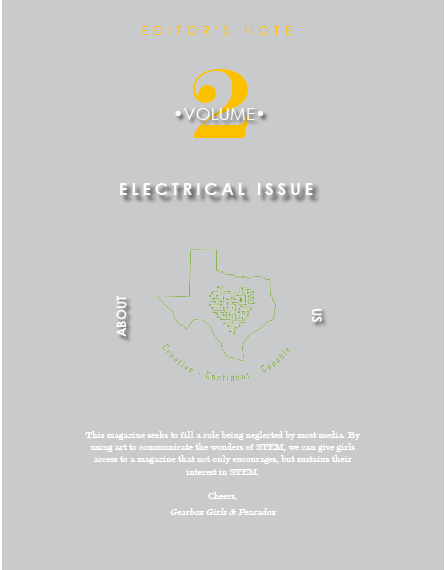 EDITOR'S NOTE
2
•VOLUME•
ELECTRICAL ISSUE
ABOUT
US
Creative · Confident · Capable
This magazine seeks to fill a role being neglected by most media. By
using art to communicate the wonders of STEM, we can give girls
access to a magazine that not only encourages, but sustains their
interest in STEM.
Cheers,
Gearbox Girls & Pearadox